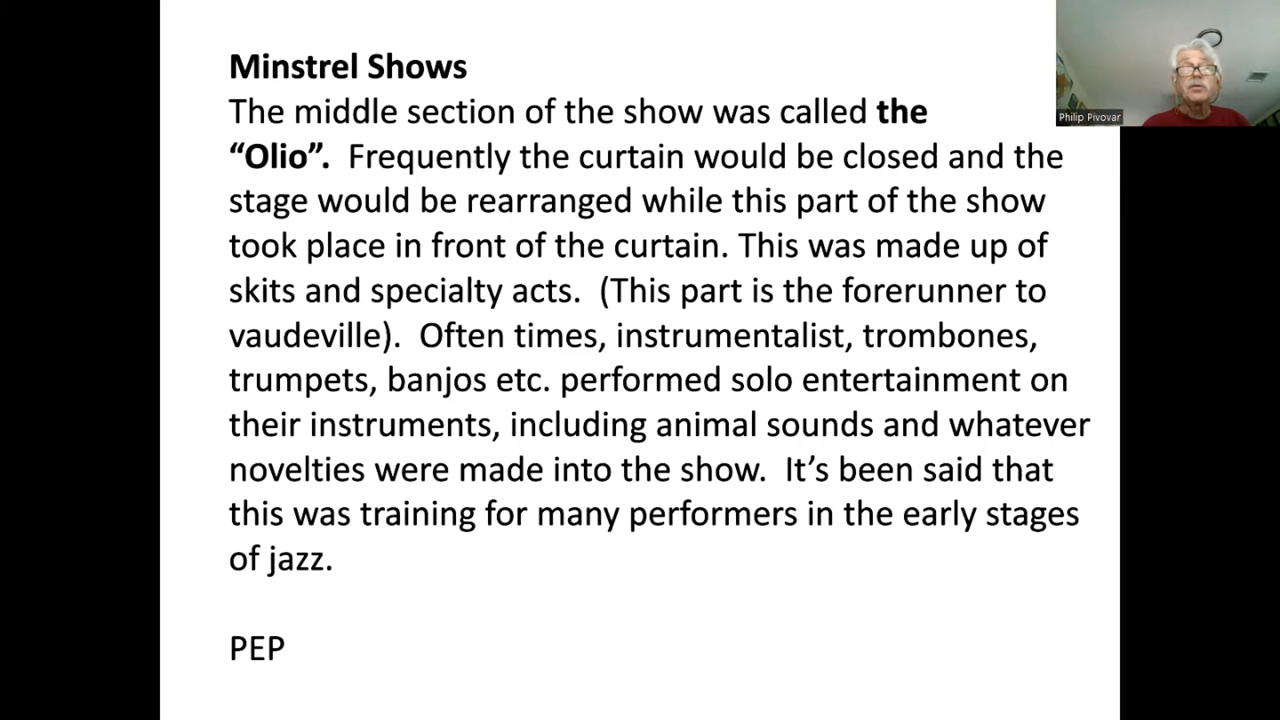 Minstrel Shows
The middle section of the show was called the
“Olio”.  Frequently the curtain would be closed and the
stage would be rearranged while this part of the show
took place in front of the curtain. This was made up of
skits and specialty acts.  (This part is the forerunner to
vaudeville).  Often times, instrumentalist, trombones,
trumpets, banjos etc. performed solo entertainment on
their instruments, including animal sounds and whatever
novelties were made into the show.  It’s been said that
this was training for many performers in the early stages
of jazz.
PEP
Philip Pivovar